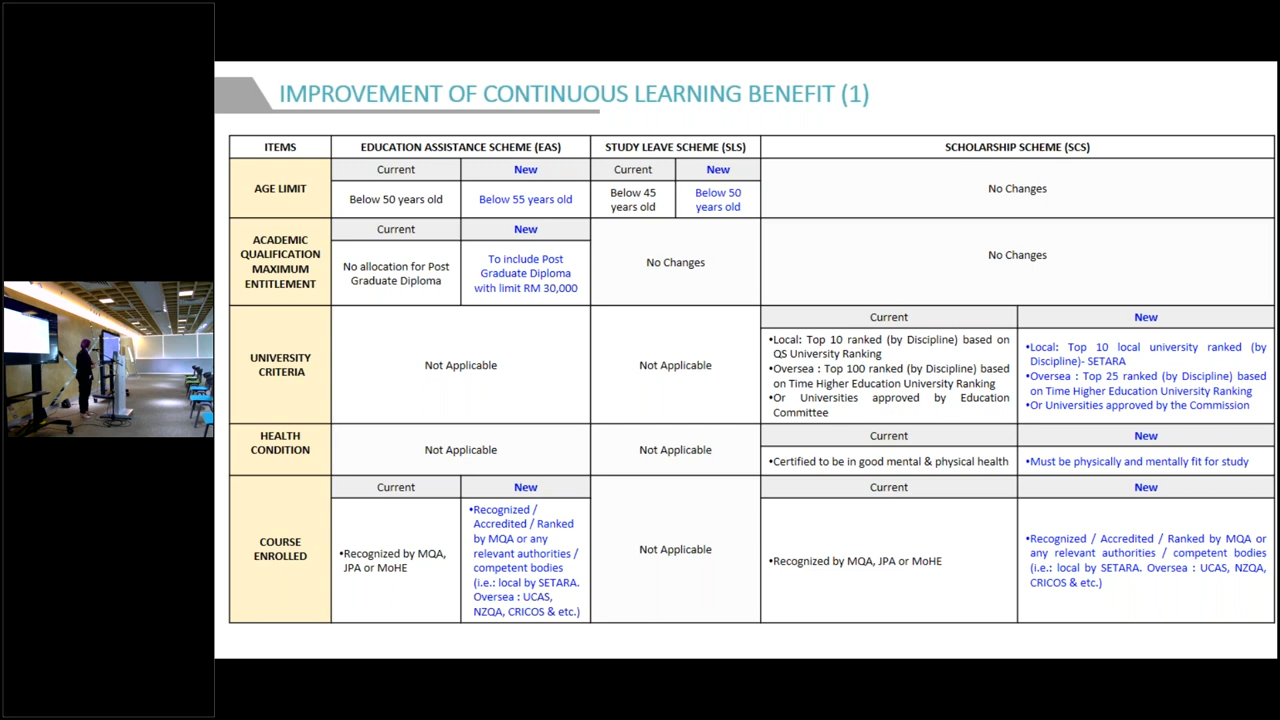 IMPROVEMENT OF CONTINUOUS LEARNING BENEFIT (1)
ITEMS
EDUCATION ASSISTANCE SCHEME (EAS)
STUDY LEAVE SCHEME (SLS)
SCHOLARSHIP SCHEME (SCS)
AGE LIMIT
Current
New
Below 50 years old
Below 55 years old
Current
New
Below 45
years old
Below 50
years old
No Changes
ACADEMIC
QUALIFICATION
MAXIMUM
ENTITLEMENT
Current
New
No allocation for Post
Graduate Diploma
To include Post
Graduate Diploma
with limit RM 30,000
No Changes
No Changes
UNIVERSITY
CRITERIA
Not Applicable
Not Applicable
Current
New
•Local: Top 10 ranked (by Discipline) based on
QS University Ranking
•Oversea : Top 100 ranked (by Discipline) based
on Time Higher Education University Ranking
•Or Universities approved by Education
Committee
•Local: Top 10 local university ranked (by
Discipline)- SETARA
•Oversea : Top 25 ranked (by Discipline) based
on Time Higher Education University Ranking
•Or Universities approved by the Commission
HEALTH
CONDITION
Not Applicable
Not Applicable
Current
New
•Certified to be in good mental & physical health
•Must be physically and mentally fit for study
COURSE
ENROLLED
Current
New
•Recognized by MQA,
JPA or MoHE
•Recognized /
Accredited / Ranked
by MQA or any
relevant authorities /
competent bodies
(i.e.: local by SETARA.
Oversea : UCAS,
NZQA, CRICOS & etc.)
Not Applicable
Current
New
•Recognized by MQA, JPA or MoHE
•Recognized / Accredited / Ranked by MQA or
any relevant authorities / competent bodies
(i.e.: local by SETARA. Oversea : UCAS, NZQA,
CRICOS & etc.)